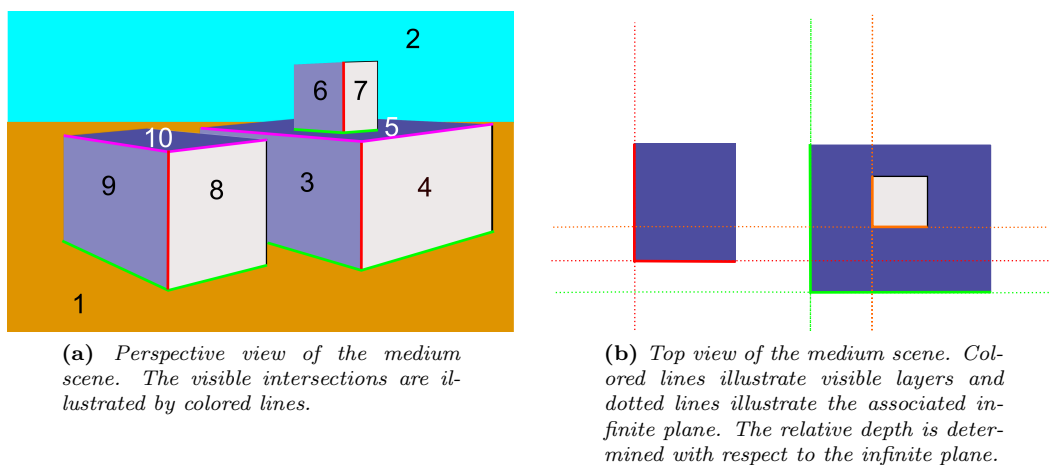 2
6
7
10
5
9
8
3
4
1
(a) Perspective view of the medium
scene. The visible intersections are il-
lustrated by colored lines.
(b) Top view of the medium scene. Col-
ored lines illustrate visible layers and
dotted lines illustrate the associated in-
finite plane. The relative depth is deter-
mined with respect to the infinite plane.